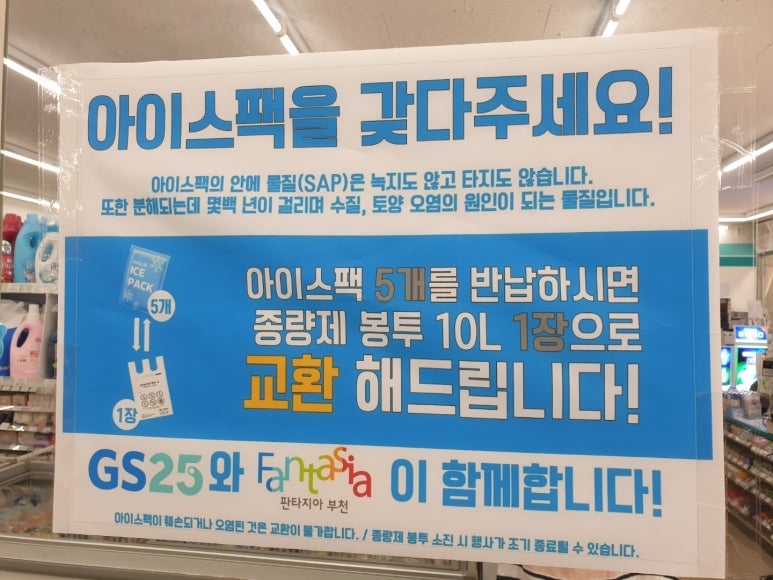 아이스팩을 갖다주세요!
아이스팩의 안에 물질(SAP)은 녹지도 않고 타지도 않습니다.
또한 분해되는데 몇백 년이 걸리며 수질, 토양 오염의 원인이 되는 물질입니다.
아이스팩
ICE
PACK
5개
1장
아이스팩 5개를 반납하시면
종량제 봉투 10L 1장으로
교환 해드립니다!
GS25와 Fantasia 이 함께합니다!
판타지아 부천
아이스팩이 훼손되거나 오염된 것은 교환이 불가합니다. / 종량제 봉투 소진 시 행사가 조기 종료될 수 있습니다.